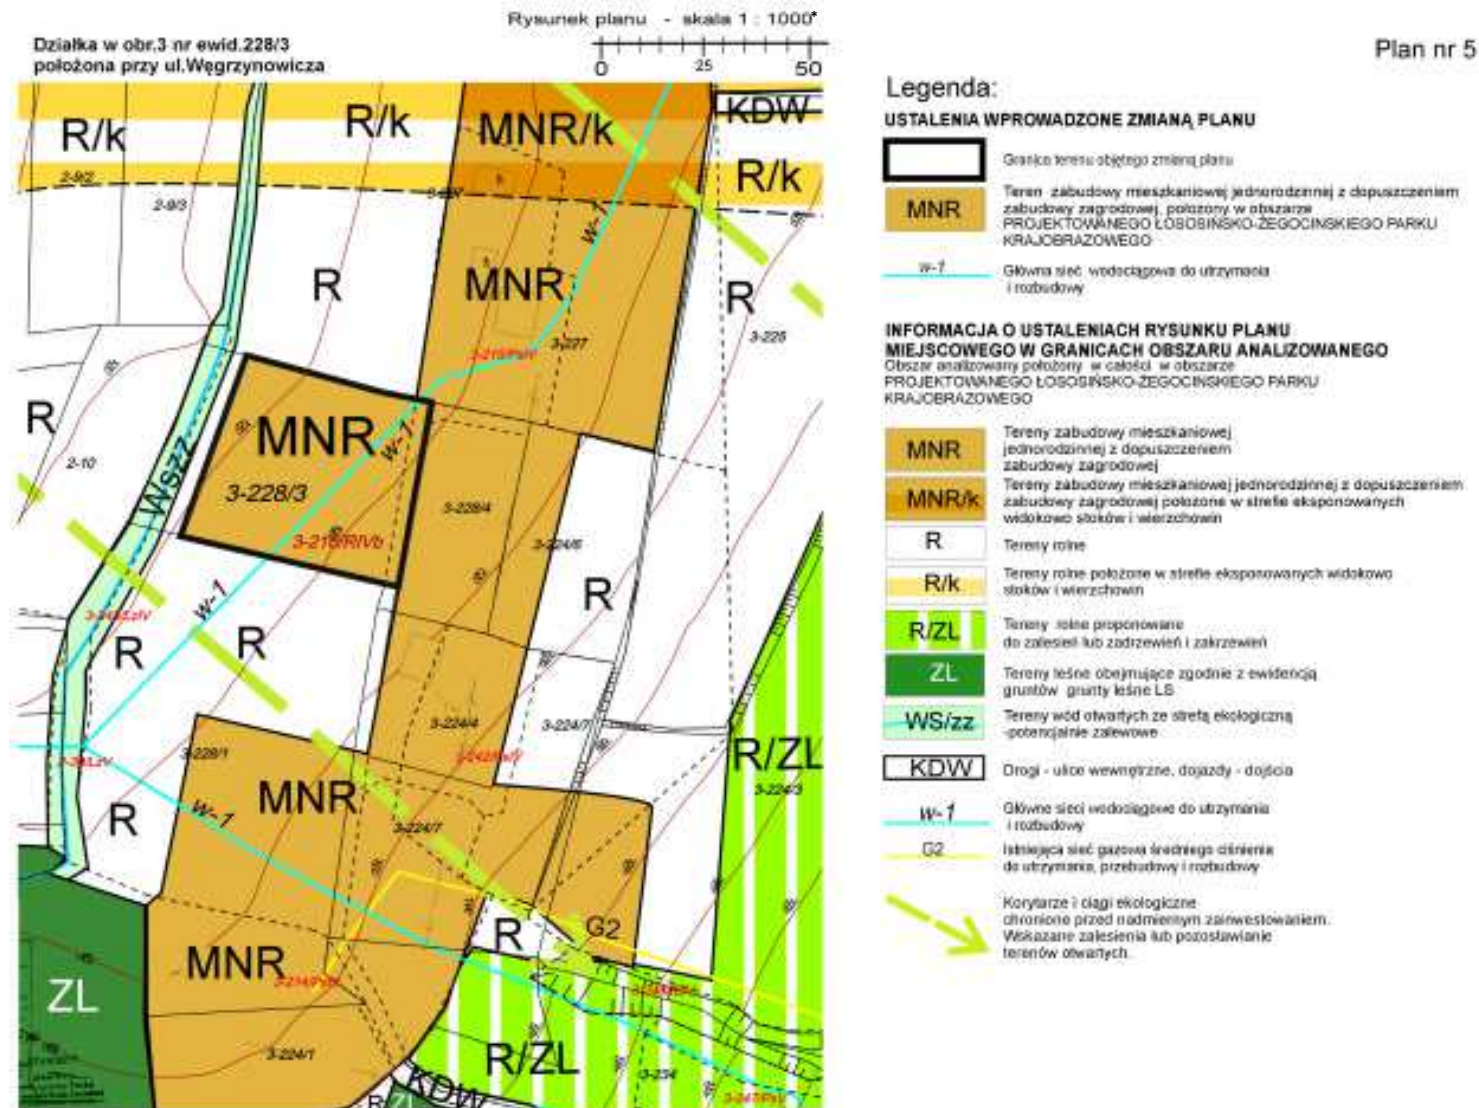 Rysunek planu - skala 1 : 1000*
Działka w obr.3 nr ewid.228/3
położona przy ul.Węgrzynowicza
0 25 50
Plan nr 5
R/k
R/k
MNR/k
KDW
R/k
2-9/2
2-9/3
w-1
R
MNR
R
3-227
3-225
R
MNR
w-1
2-10
WSZZ
3-228/3
3-228/4
3-224/6
R
w-1
R
R
3-224/4
3-224/7
R/ZL
3-224/3
3-228/1
MNR
R
w-1
3-224/7
R
G2
MNR
ZL
3-224/1
R/ZL
3-234
KDW
R
ZL
Legenda:
USTALENIA WPROWADZONE ZMIANĄ PLANU
Granica terenu objętego zmianą planu
MNR
Teren zabudowy mieszkaniowej jednorodzinnej z dopuszczeniem
zabudowy zagrodowej, położony w obszarze
PROJEKTOWANEGO ŁOSOSIŃSKO-ŻEGOCIŃSKIEGO PARKU
KRAJOBRAZOWEGO
w-1
Główna sieć wodociągowa do utrzymania
i rozbudowy
INFORMACJA O USTALENIACH RYSUNKU PLANU
MIEJSCOWEGO W GRANICACH OBSZARU ANALIZOWANEGO
Obszar analizowany położony w całości w obszarze
PROJEKTOWANEGO ŁOSOSIŃSKO-ŻEGOCIŃSKIEGO PARKU
KRAJOBRAZOWEGO
MNR
Tereny zabudowy mieszkaniowej
jednorodzinnej z dopuszczeniem
zabudowy zagrodowej
MNR/k
Tereny zabudowy mieszkaniowej jednorodzinnej z dopuszczeniem
zabudowy zagrodowej położone w strefie eksponowanych
widokowo stoków i wierzchowin
R
Tereny rolne
R/k
Tereny rolne położone w strefie eksponowanych widokowo
stoków i wierzchowin
R/ZL
Tereny rolne proponowane
do zalesień lub zadrzewień i zakrzewień
ZL
Tereny leśne obejmujące zgodnie z ewidencją
gruntów grunty leśne LS
WS/zz
Tereny wód otwartych ze strefą ekologiczną
-potencjalnie zalewowe
KDW
Drogi - ulice wewnętrzne, dojazdy - dojścia
w-1
Główne sieci wodociągowe do utrzymania
i rozbudowy
G2
Istniejąca sieć gazowa średniego ciśnienia
do utrzymania, przebudowy i rozbudowy
Korytarze i ciągi ekologiczne
chronione przed nadmiernym zainwestowaniem.
Wskazane zalesienia lub pozostawianie
terenów otwartych.